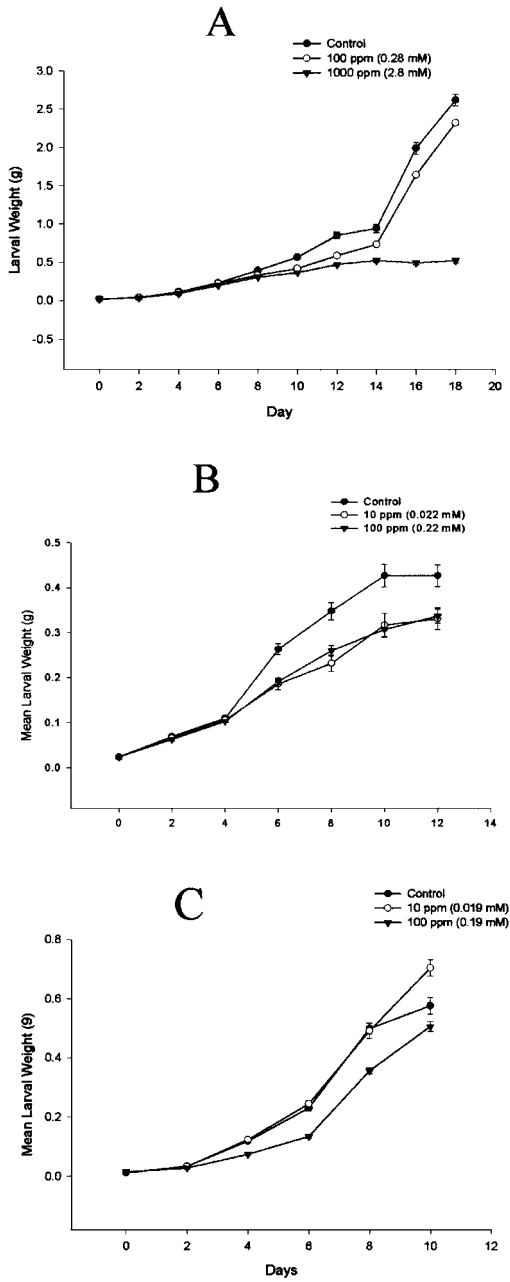 A
Control
100 ppm (0.28 mM)
1000 ppm (2.8 mM)
3.0
2.5
2.0
1.5
1.0
0.5
0.0
-0.5
Larval Weight (g)
0 2 4 6 8 10 12 14 16 18 20
Day
B
Control
10 ppm (0.022 mM)
100 ppm (0.22 mM)
0.5
0.4
0.3
0.2
0.1
0.0
Mean Larval Weight (g)
0 2 4 6 8 10 12 14
C
Control
10 ppm (0.019 mM)
100 ppm (0.19 mM)
0.8
0.6
0.4
0.2
0.0
Mean Larval Weight (9)
0 2 4 6 8 10 12
Days